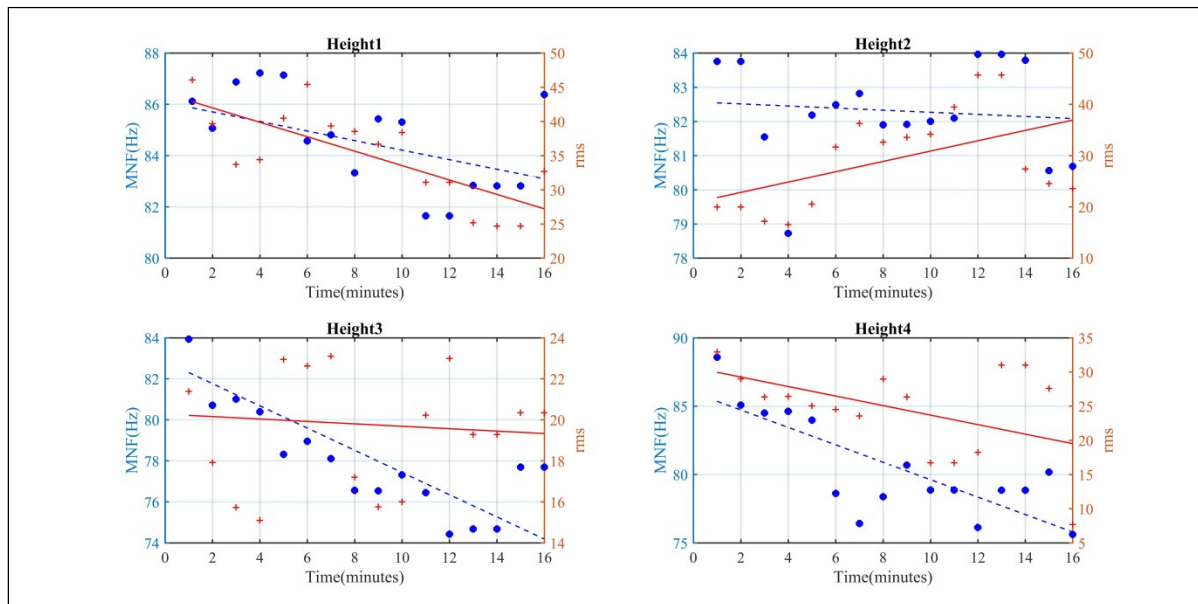 Height1
88
86
84
82
80
MNF(Hz)
50
45
40
35
30
25
20
rms
0 2 4 6 8 10 12 14 16
Time(minutes)
Height2
84
83
82
81
80
79
78
MNF(Hz)
50
40
30
20
10
rms
0 2 4 6 8 10 12 14 16
Time(minutes)
Height3
84
82
80
78
76
74
MNF(Hz)
24
22
20
18
16
14
rms
0 2 4 6 8 10 12 14 16
Time(minutes)
Height4
90
85
80
75
MNF(Hz)
35
30
25
20
15
10
5
rms
0 2 4 6 8 10 12 14 16
Time(minutes)